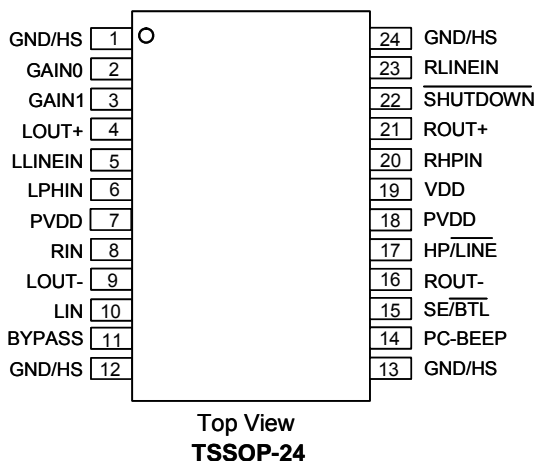 GND/HS 1 24 GND/HS
GAIN0 2 23 RLINEIN
GAIN1 3 22 SHUTDOWN
LOUT+ 4 21 ROUT+
LLINEIN 5 20 RHPIN
LPHIN 6 19 VDD
PVDD 7 18 PVDD
RIN 8 17 HP/LINE
LOUT- 9 16 ROUT-
LIN 10 15 SE/BTL
BYPASS 11 14 PC-BEEP
GND/HS 12 13 GND/HS
Top View
TSSOP-24